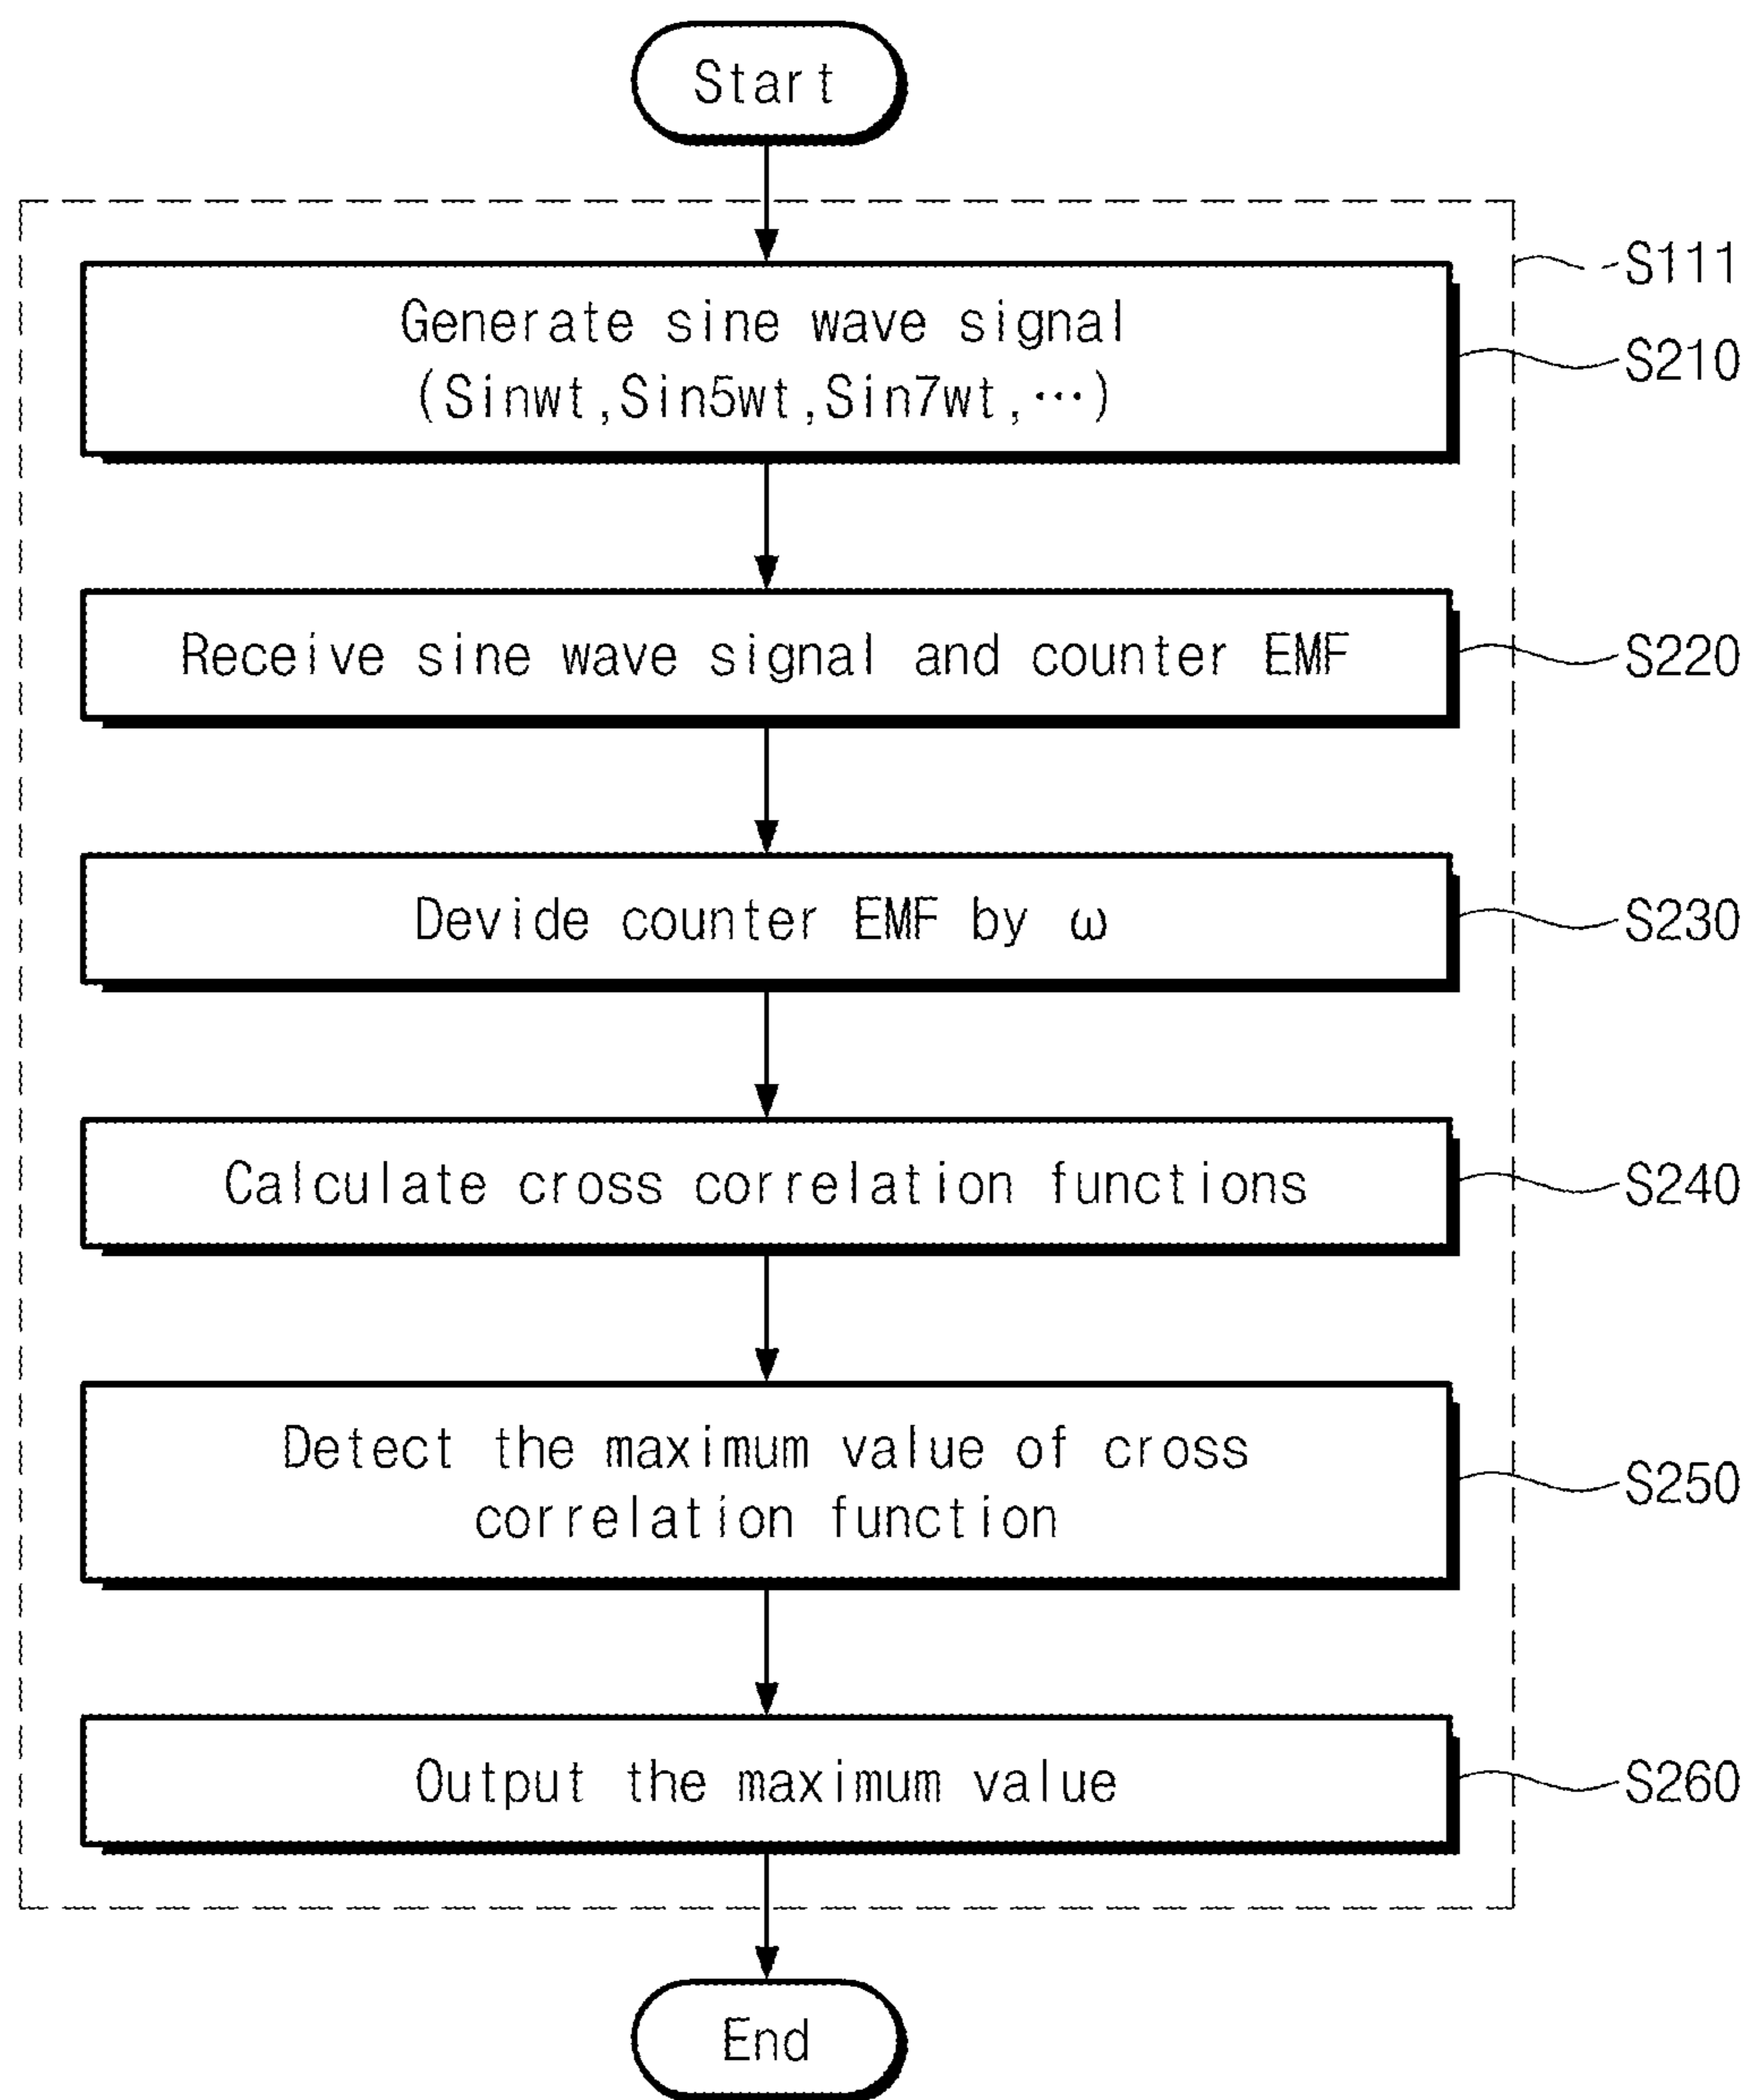 Start
S111
Generate sine wave signal
(Sinwt,Sin5wt,Sin7wt,···)
S210
Receive sine wave signal and counter EMF
S220
Devide counter EMF by ω
S230
Calculate cross correlation functions
S240
Detect the maximum value of cross
correlation function
S250
Output the maximum value
S260
End